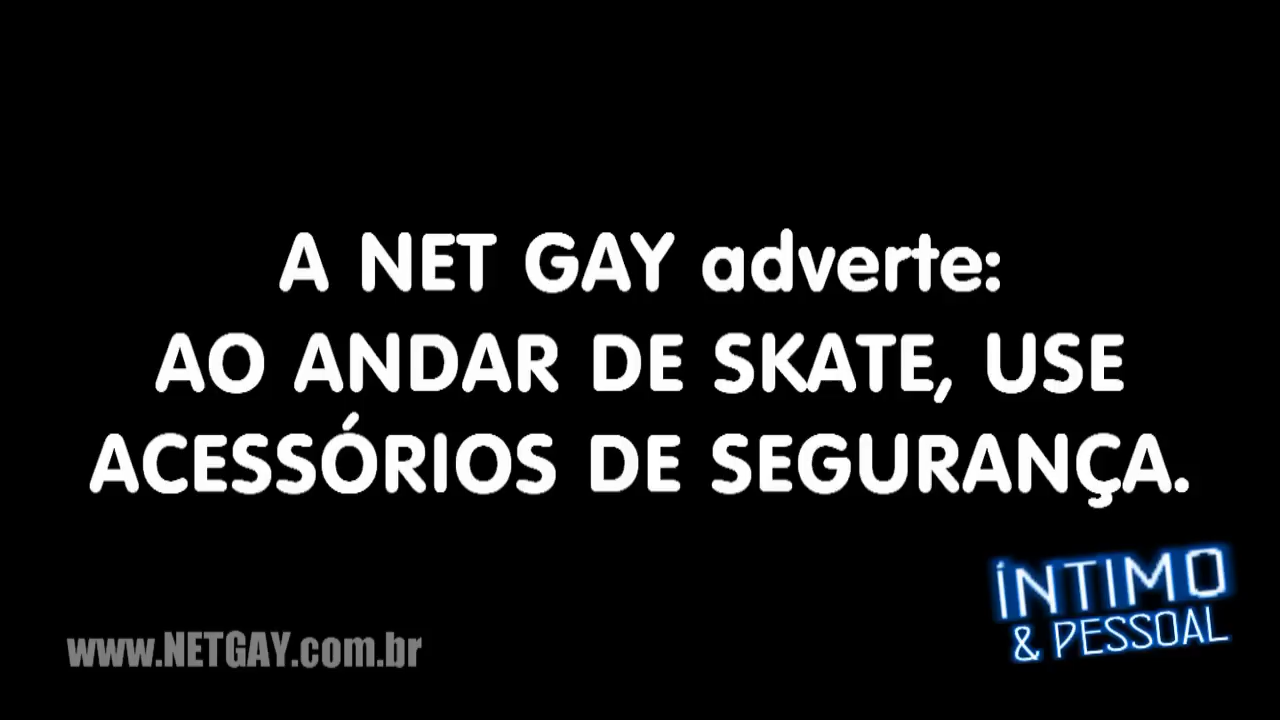 A NET GAY adverte:
AO ANDAR DE SKATE, USE
ACESSÓRIOS DE SEGURANÇA.
ÍNTIMO
& PESSOAL
www.NETGAY.com.br